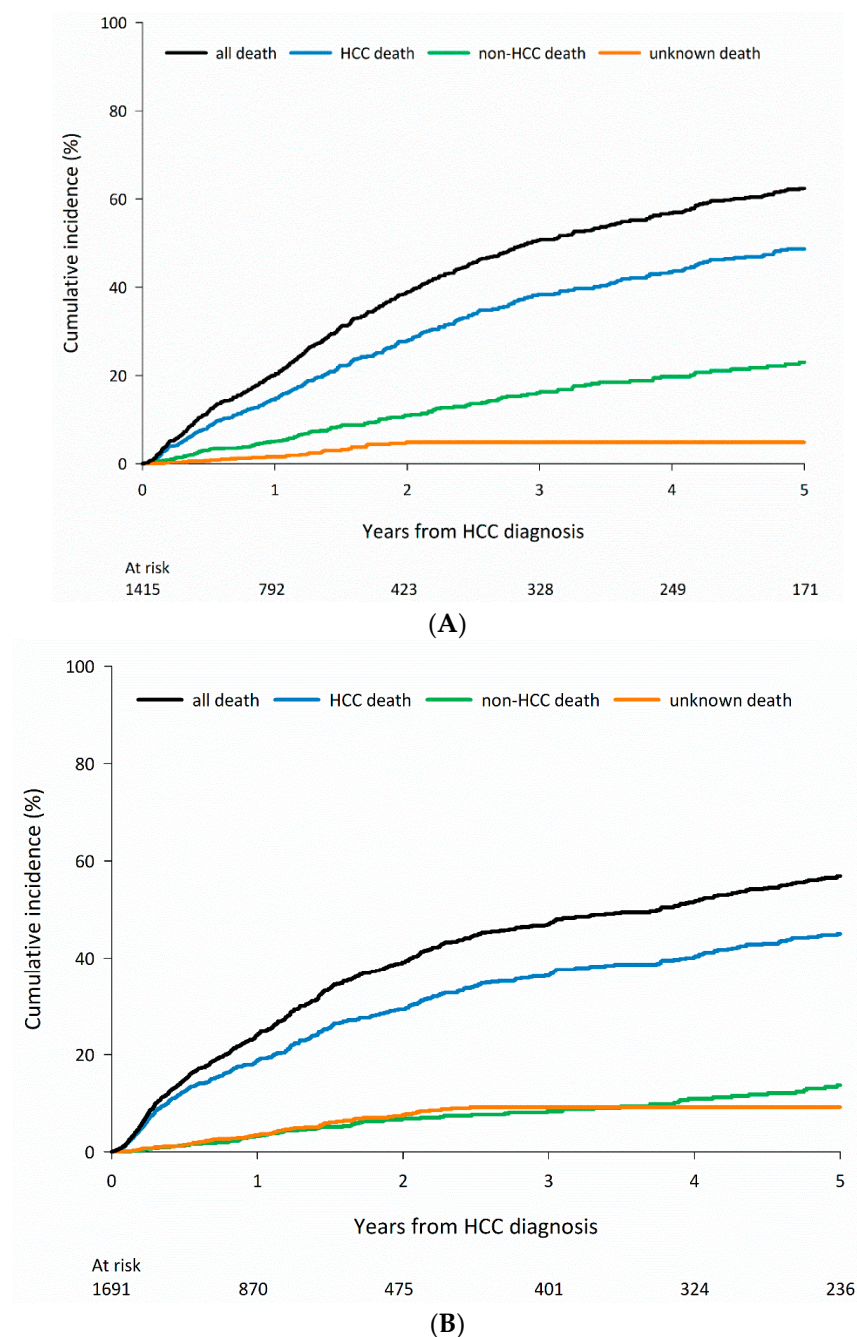 100
all death HCC death non-HCC death unknown death
80
60
40
20
0
Cumulative incidence (%)
0 1 2 3 4 5
Years from HCC diagnosis
At risk
1415 792 423 328 249 171
(A)
100
all death HCC death non-HCC death unknown death
80
60
40
20
0
Cumulative incidence (%)
0 1 2 3 4 5
Years from HCC diagnosis
At risk
1691 870 475 401 324 236
(B)